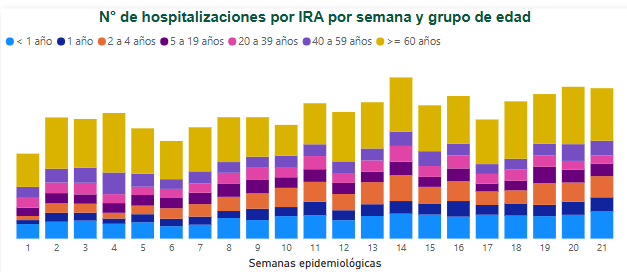 N° de hospitalizaciones por IRA por semana y grupo de edad
< 1 año 1 año 2 a 4 años 5 a 19 años 20 a 39 años 40 a 59 años >= 60 años
1 2 3 4 5 6 7 8 9 10 11 12 13 14 15 16 17 18 19 20 21
Semanas epidemiológicas